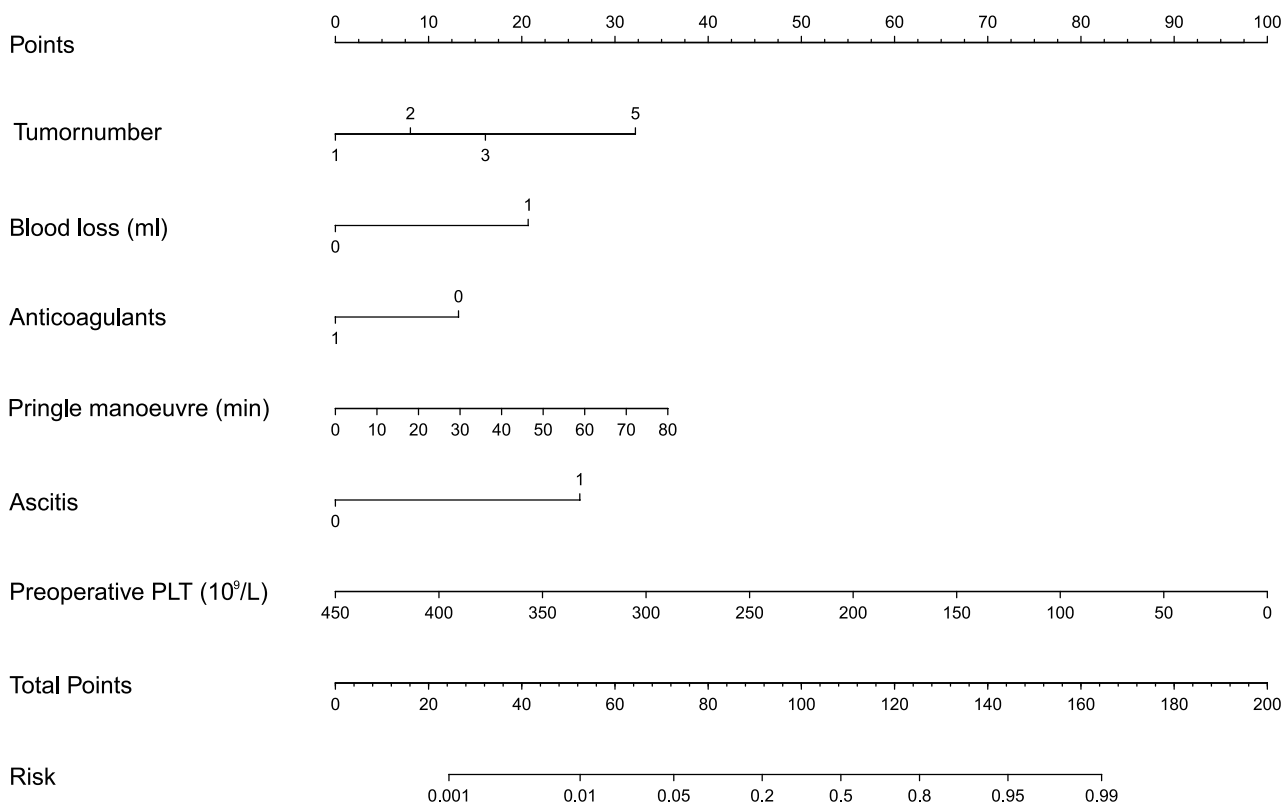 0 10 20 30 40 50 60 70 80 90 100
Points
2 5
Tumornumber
1 3
1
Blood loss (ml)
0
0
Anticoagulants
1
Pringle manoeuvre (min)
0 10 20 30 40 50 60 70 80
1
Ascitis
0
Preoperative PLT (10⁹/L)
450 400 350 300 250 200 150 100 50 0
Total Points
0 20 40 60 80 100 120 140 160 180 200
Risk
0.001 0.01 0.05 0.2 0.5 0.8 0.95 0.99